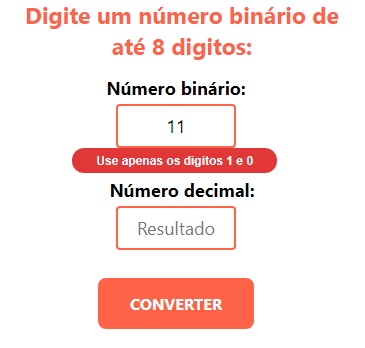 Digite um número binário de
até 8 digitos:
Número binário:
11
Use apenas os digitos 1 e 0
Número decimal:
Resultado
CONVERTER